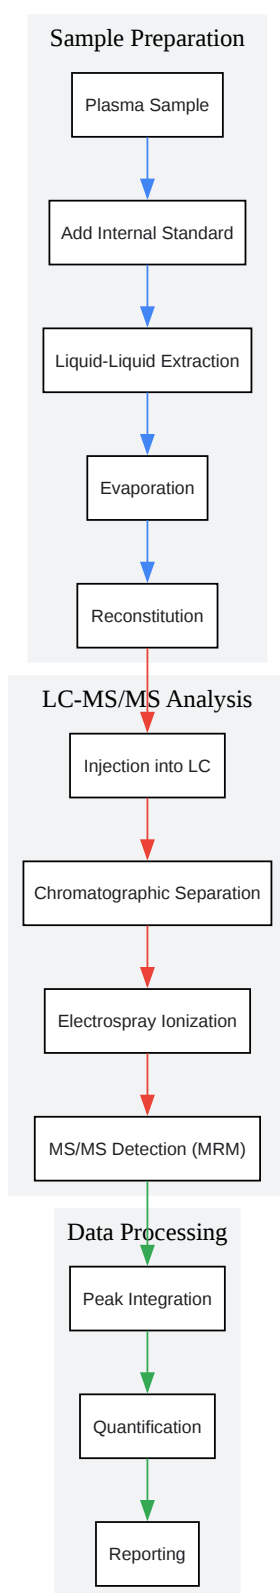 Sample Preparation
Plasma Sample
Add Internal Standard
Liquid-Liquid Extraction
Evaporation
Reconstitution
LC-MS/MS Analysis
Injection into LC
Chromatographic Separation
Electrospray Ionization
MS/MS Detection (MRM)
Data Processing
Peak Integration
Quantification
Reporting